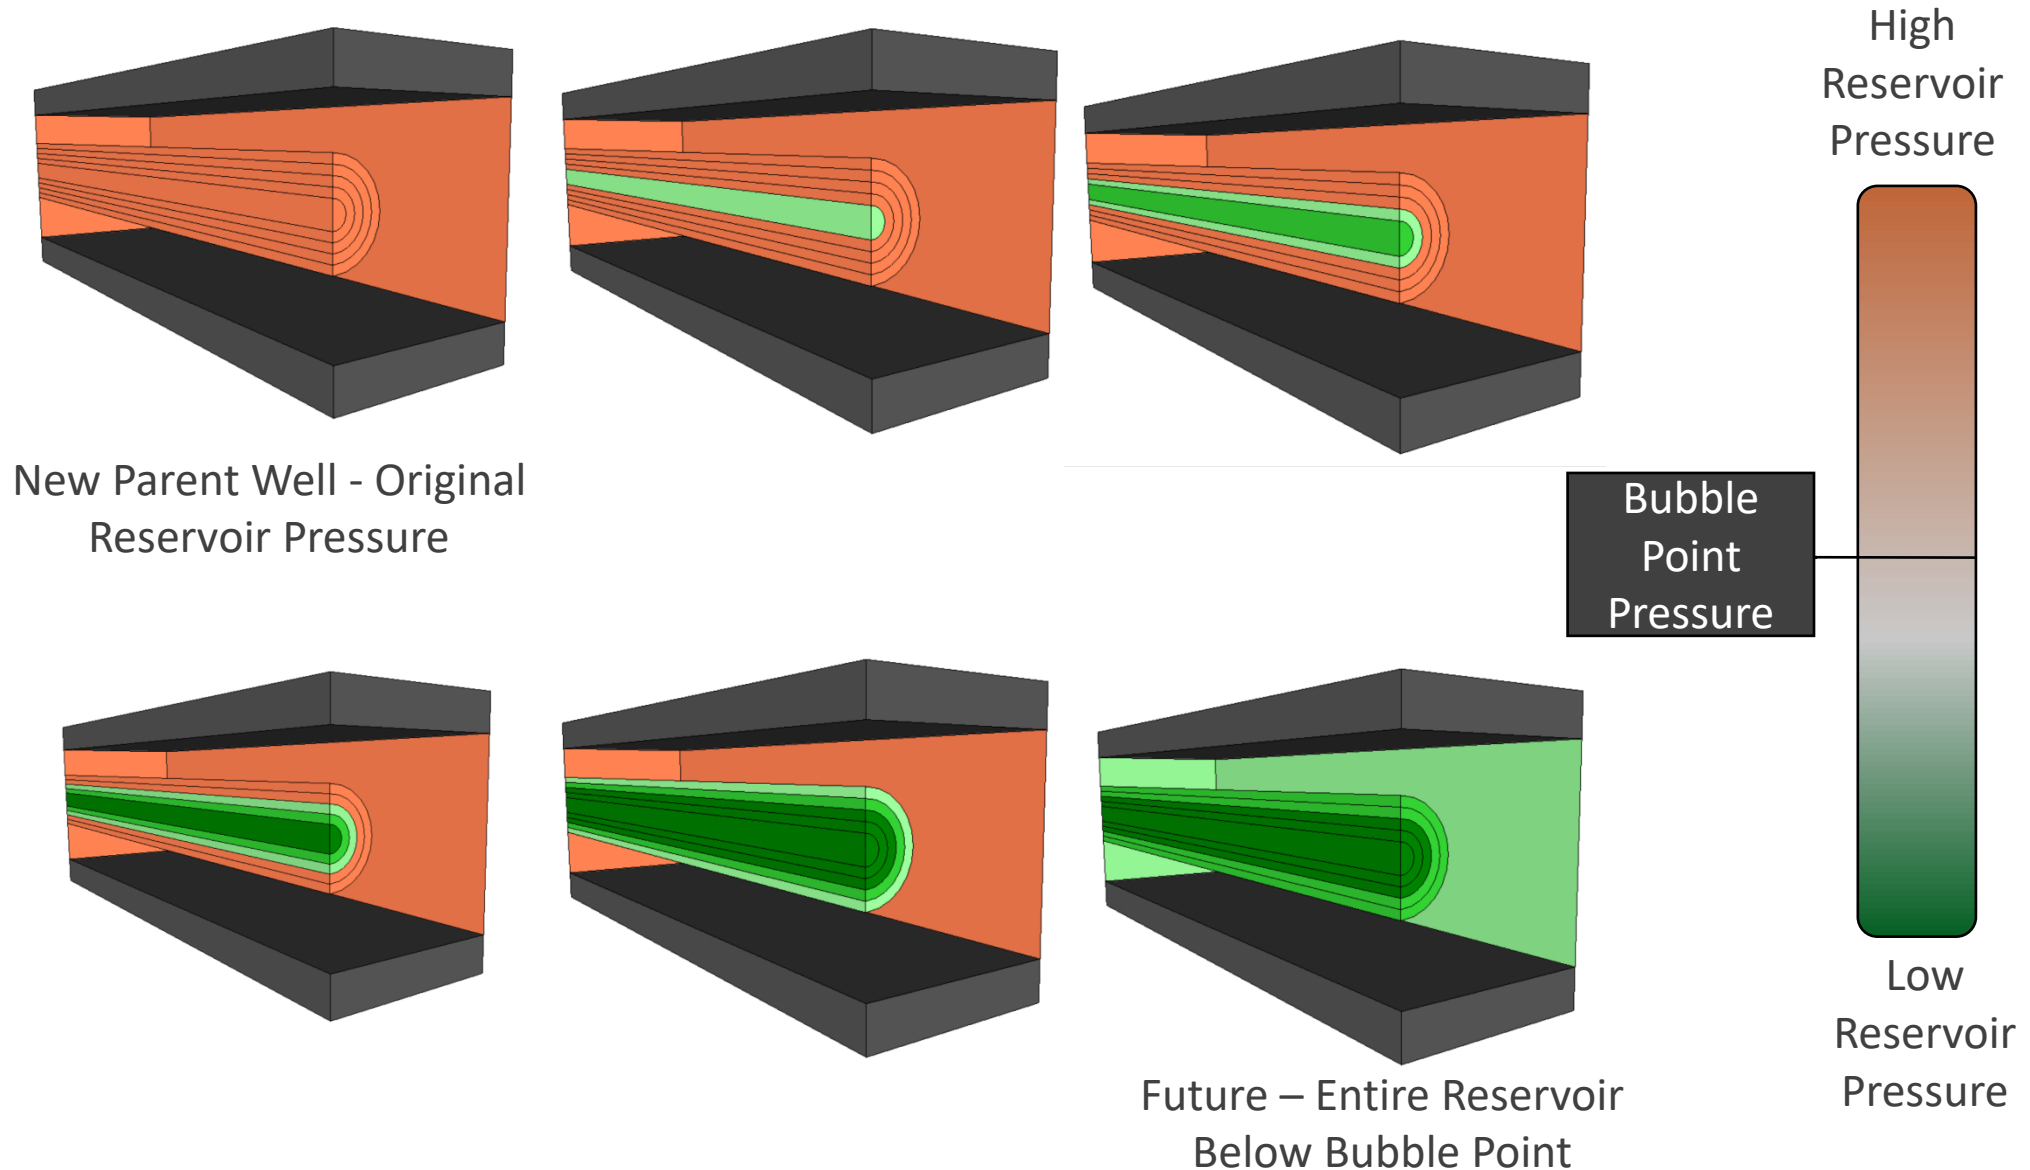 New Parent Well - Original
Reservoir Pressure
Future – Entire Reservoir
Below Bubble Point
High
Reservoir
Pressure
Bubble
Point
Pressure
Low
Reservoir
Pressure